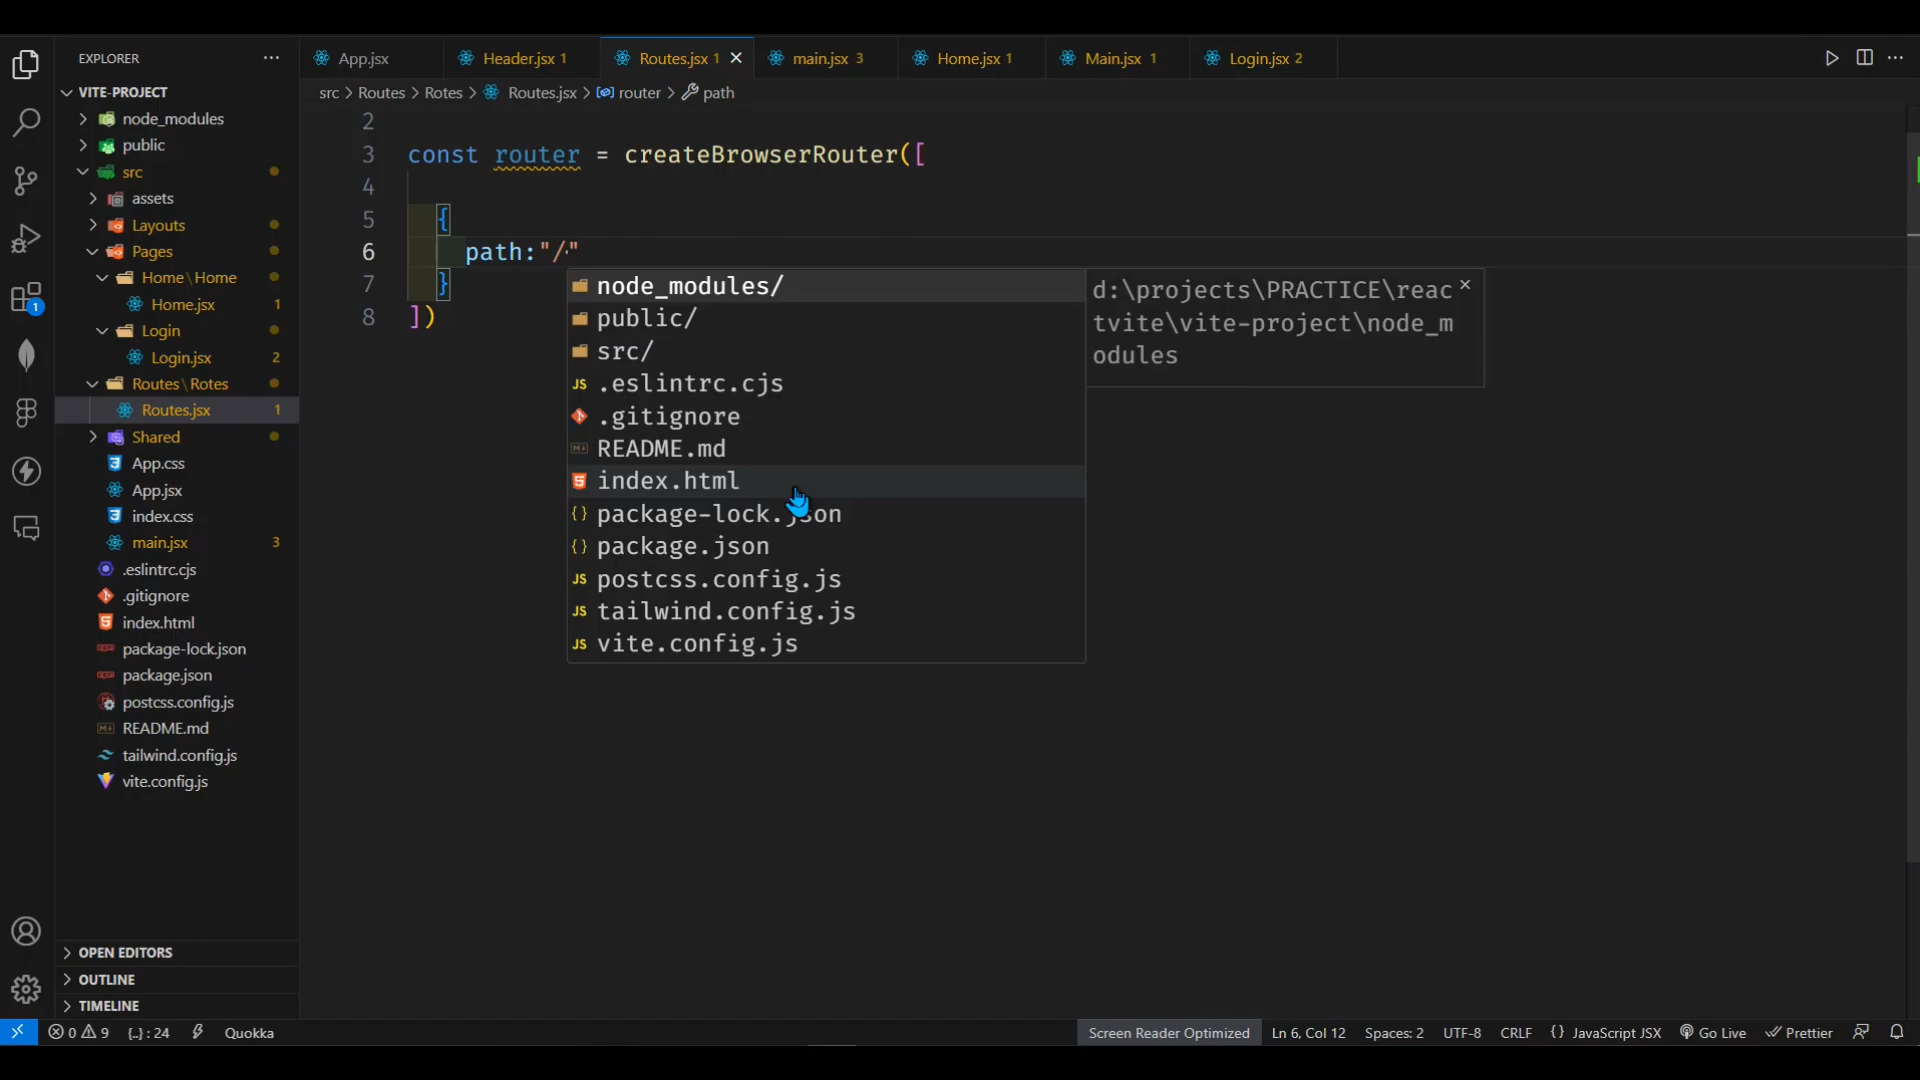 EXPLORER
VITE-PROJECT
node_modules
public
src
assets
Layouts
Pages
Home\Home
Home.jsx 1
Login
Login.jsx 2
Routes\Rotes
Routes.jsx 1
Shared
App.css
App.jsx
index.css
main.jsx 3
.eslintrc.cjs
.gitignore
index.html
package-lock.json
package.json
postcss.config.js
README.md
tailwind.config.js
vite.config.js
OPEN EDITORS
OUTLINE
TIMELINE
1
App.jsx Header.jsx 1 Routes.jsx 1 main.jsx 3 Home.jsx 1 Main.jsx 1 Login.jsx 2
src > Routes > Rotes > Routes.jsx > router > path
2
3 const router = createBrowserRouter([
4
5 {
6 path:"/"
7 }
8 ])
node_modules/
public/
src/
.eslintrc.cjs
.gitignore
README.md
index.html
package-lock.json
package.json
postcss.config.js
tailwind.config.js
vite.config.js
d:\projects\PRACTICE\reac
tvite\vite-project\node_m
odules
0 9 {..} : 24 Quokka Screen Reader Optimized Ln 6, Col 12 Spaces: 2 UTF-8 CRLF {} JavaScript JSX Go Live Prettier